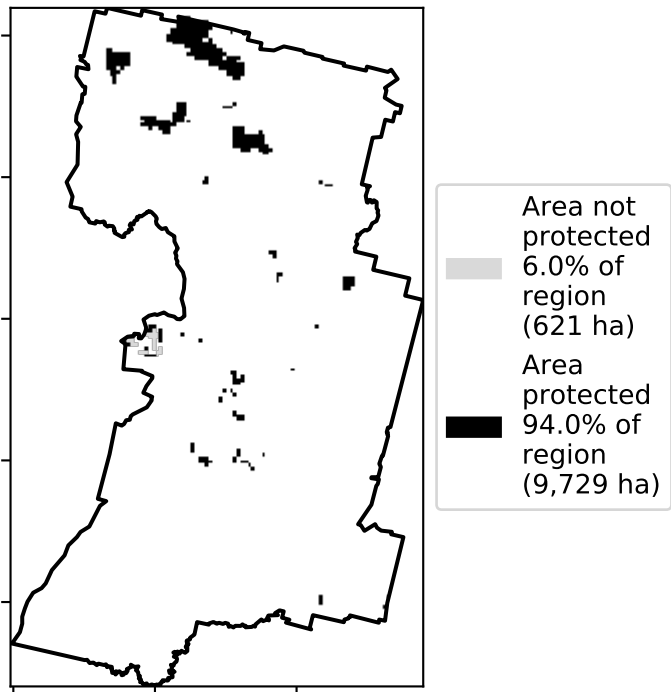 Area not
protected
6.0% of
region
(621 ha)
Area
protected
94.0% of
region
(9,729 ha)